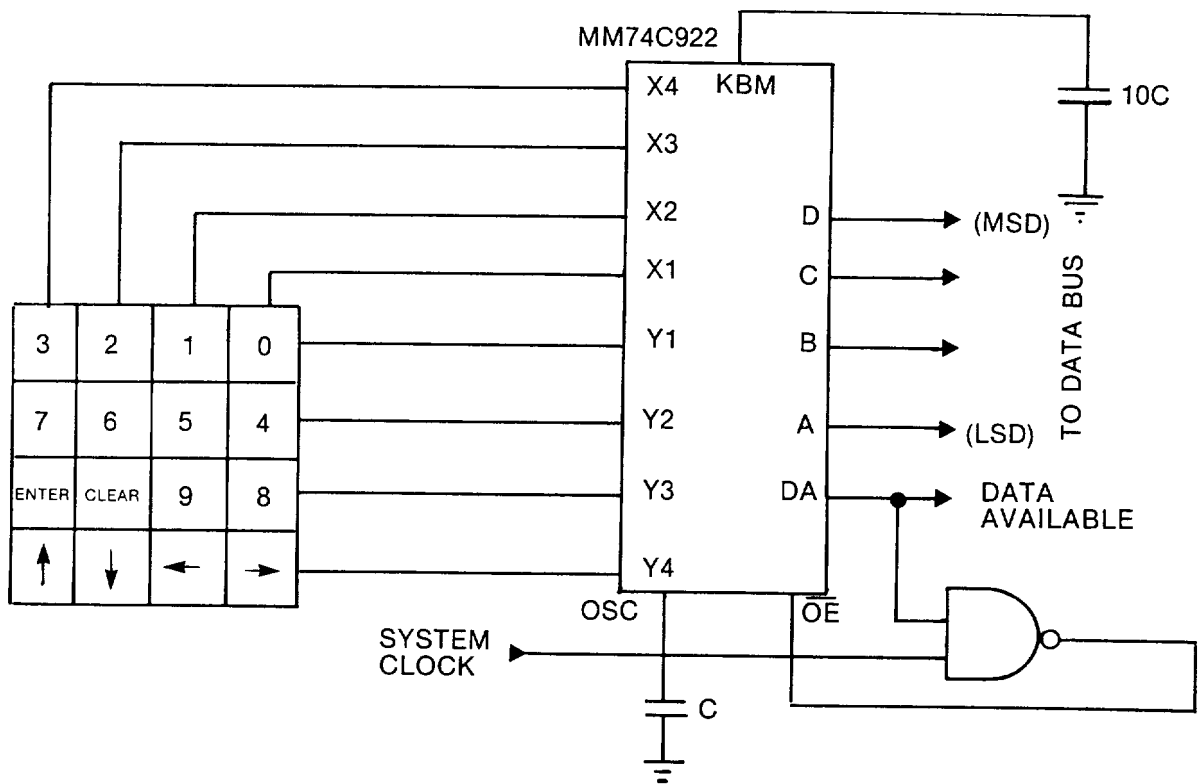 MM74C922
KBM
10C
X4
X3
X2
X1
Y1
Y2
Y3
Y4
D
C
B
A
DA
(MSD)
(LSD)
TO DATA BUS
DATA
AVAILABLE
3 2 1 0
7 6 5 4
ENTER CLEAR 9 8
↑ ↓ ← →
OSC
OE
SYSTEM
CLOCK
C